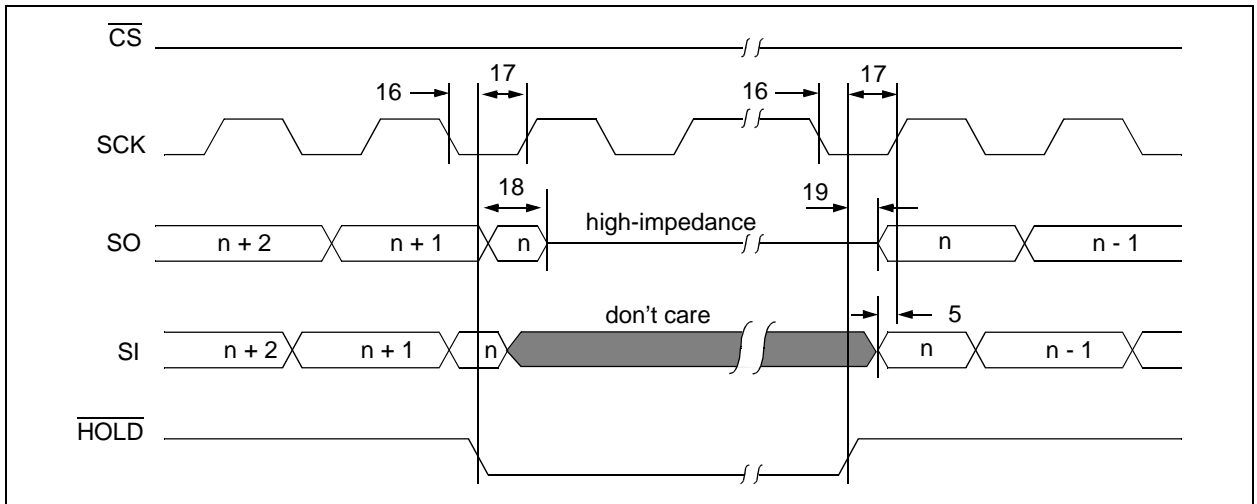 CS
16 17 16 17
SCK
18 19
high-impedance
SO n + 2 n + 1 n n n - 1
don't care 5
SI n + 2 n + 1 n n n - 1
HOLD